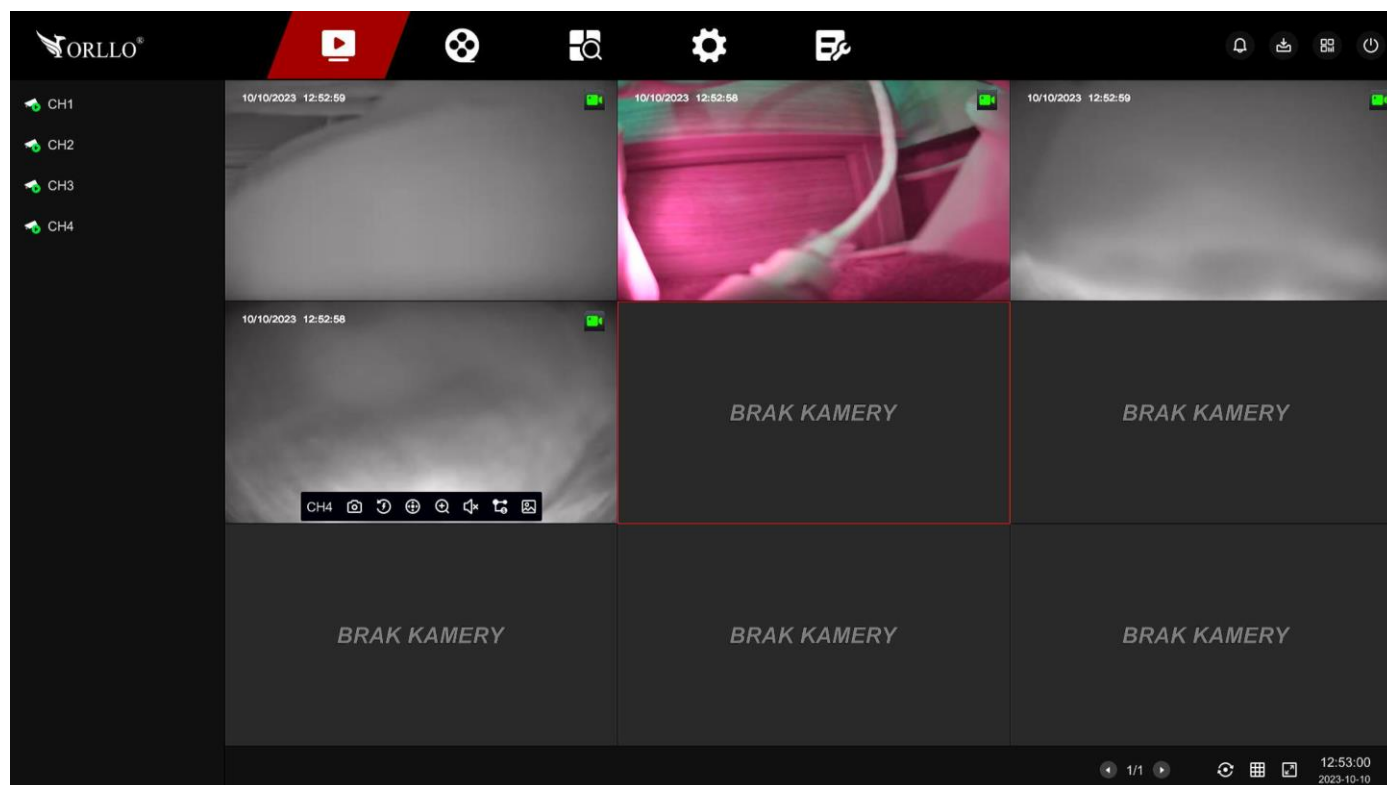 ORLLO®
CH1
CH2
CH3
CH4
10/10/2023 12:52:59
10/10/2023 12:52:58
10/10/2023 12:52:59
10/10/2023 12:52:58
CH4
BRAK KAMERY
BRAK KAMERY
BRAK KAMERY
BRAK KAMERY
BRAK KAMERY
1/1
12:53:00
2023-10-10